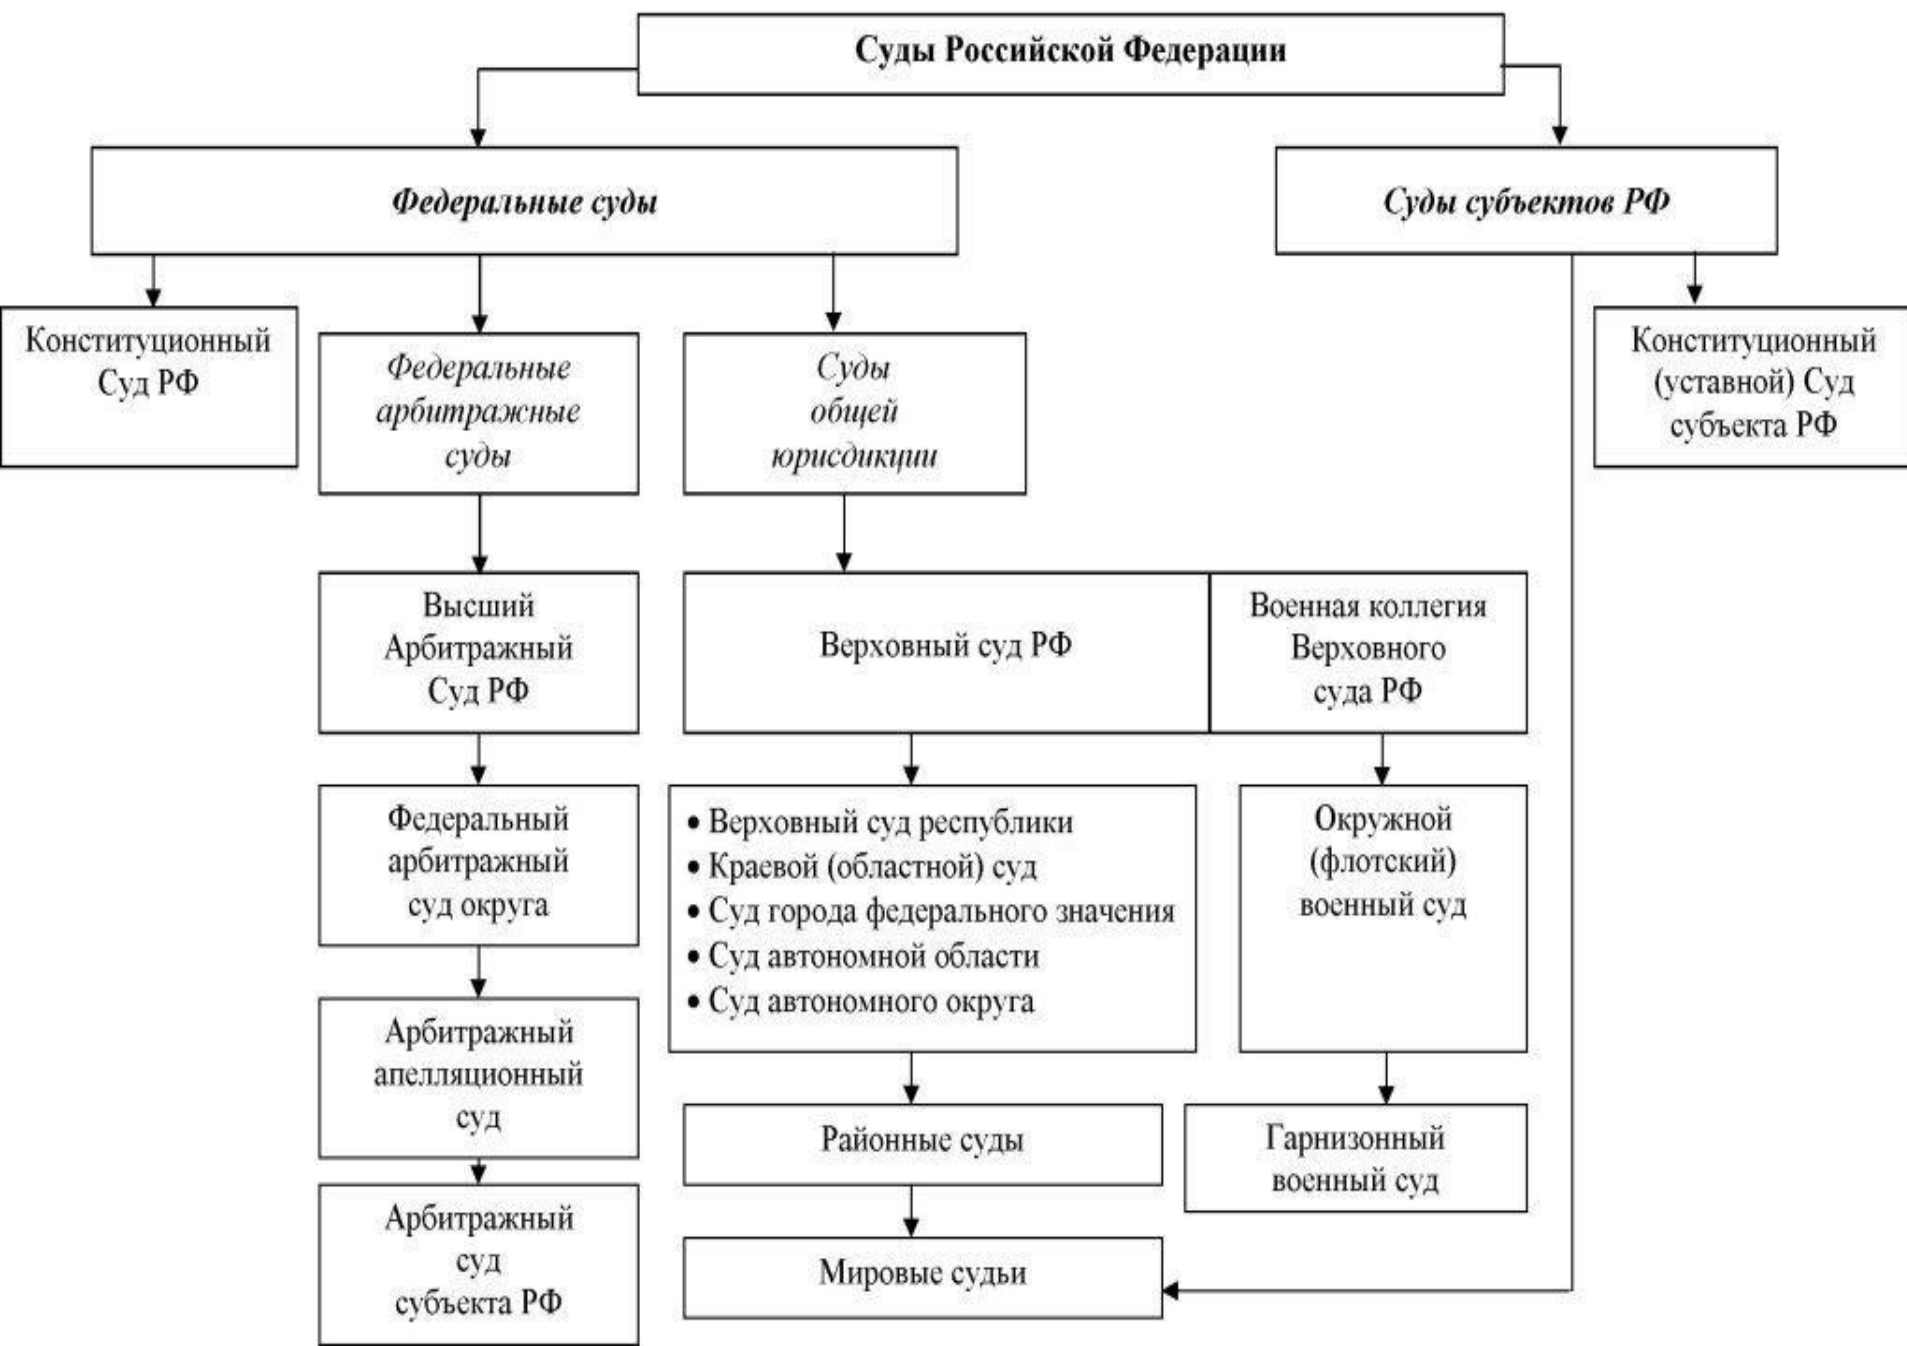 Суды Российской Федерации
Федеральные суды
Суды субъектов РФ
Конституционный
Суд РФ
Федеральные
арбитражные
суды
Суды
общей
юрисдикции
Конституционный
(уставной) Суд
субъекта РФ
Высший
Арбитражный
Суд РФ
Верховный суд РФ
Военная коллегия
Верховного
суда РФ
Федеральный
арбитражный
суд округа
• Верховный суд республики
• Краевой (областной) суд
• Суд города федерального значения
• Суд автономной области
• Суд автономного округа
Окружной
(флотский)
военный суд
Арбитражный
апелляционный
суд
Районные суды
Гарнизонный
военный суд
Арбитражный
суд
субъекта РФ
Мировые судьи